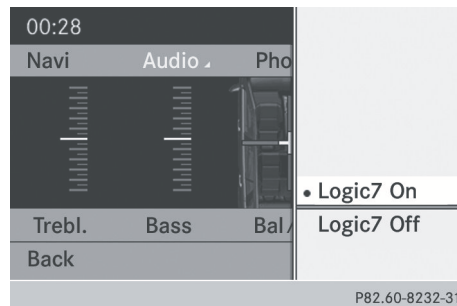 00:28
Navi Audio Pho
• Logic7 On
Trebl. Bass Bal/ Logic7 Off
Back
P82.60-8232-31